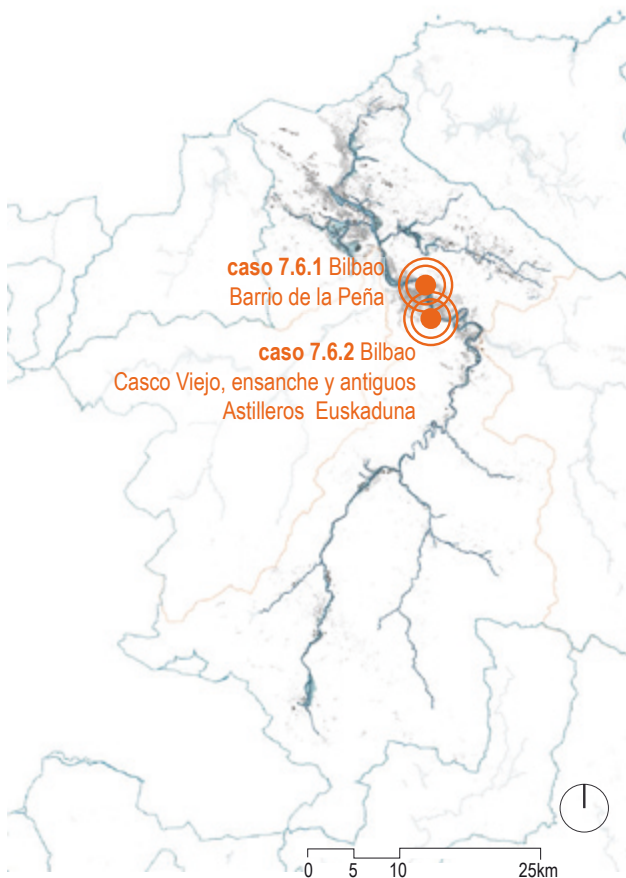 caso 7.6.1 Bilbao
Barrio de la Peña
caso 7.6.2 Bilbao
Casco Viejo, ensanche y antiguos
Astilleros Euskaduna
0 5 10 25km